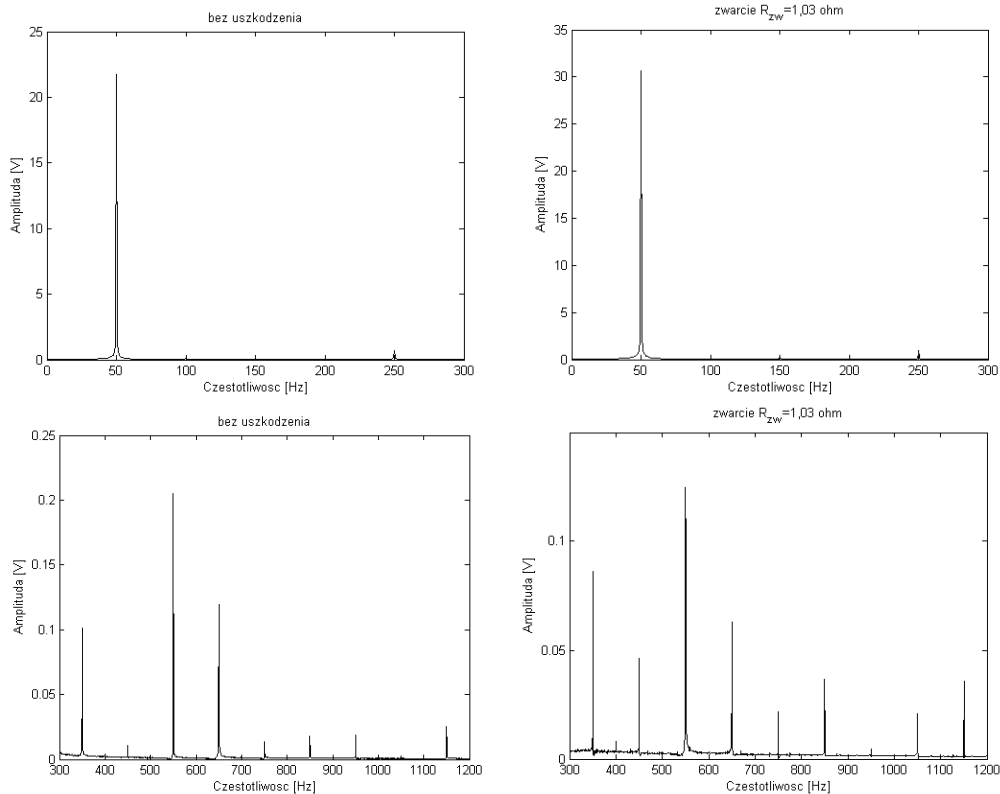 bez uszkodzenia
25
20
15
10
5
0
Amplituda [V]
0 50 100 150 200 250 300
Czestotliwosc [Hz]
zwarcie R_zw=1,03 ohm
35
30
25
20
15
10
5
0
Amplituda [V]
0 50 100 150 200 250 300
Czestotliwosc [Hz]
bez uszkodzenia
0.25
0.2
0.15
0.1
0.05
0
Amplituda [V]
300 400 500 600 700 800 900 1000 1100 1200
Czestotliwosc [Hz]
zwarcie R_zw=1,03 ohm
0.1
0.05
0
Amplituda [V]
300 400 500 600 700 800 900 1000 1100 1200
Czestotliwosc [Hz]